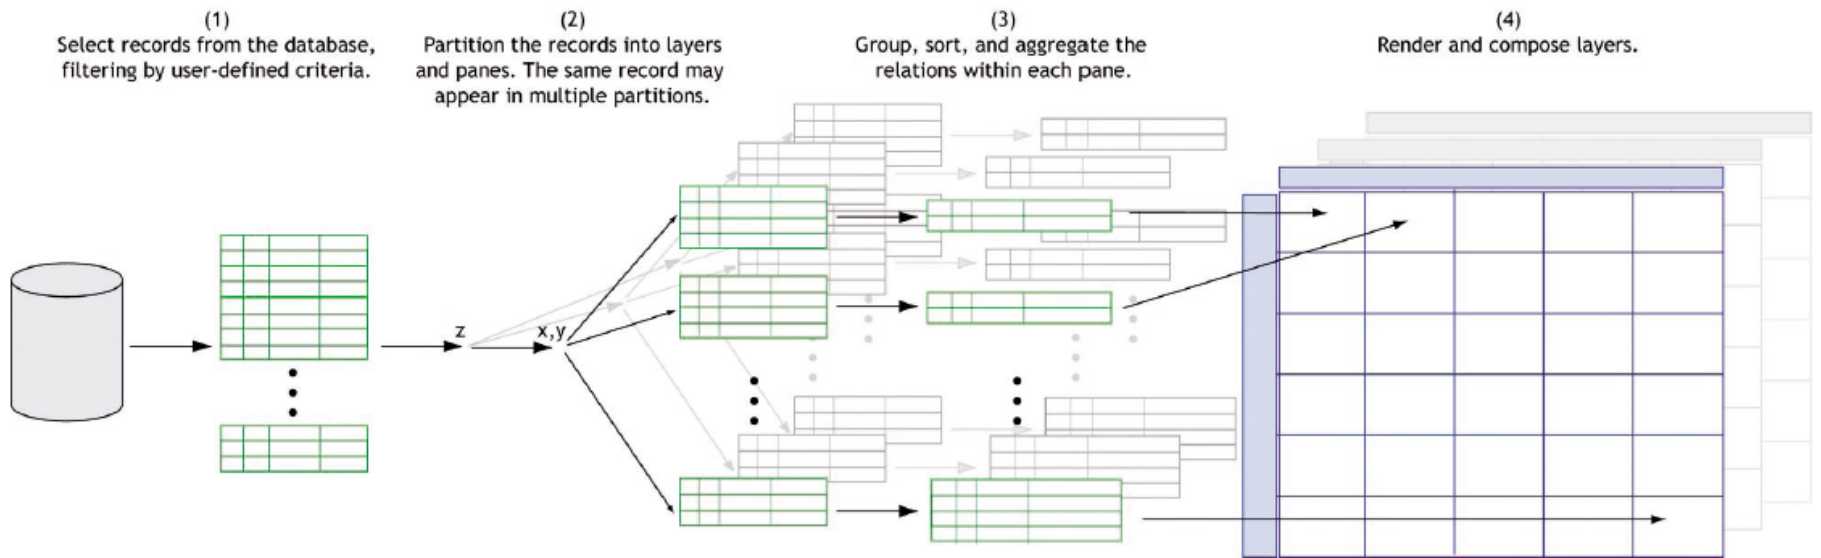 (1)
Select records from the database,
filtering by user-defined criteria.
(2)
Partition the records into layers
and panes. The same record may
appear in multiple partitions.
(3)
Group, sort, and aggregate the
relations within each pane.
(4)
Render and compose layers.
z
x,y